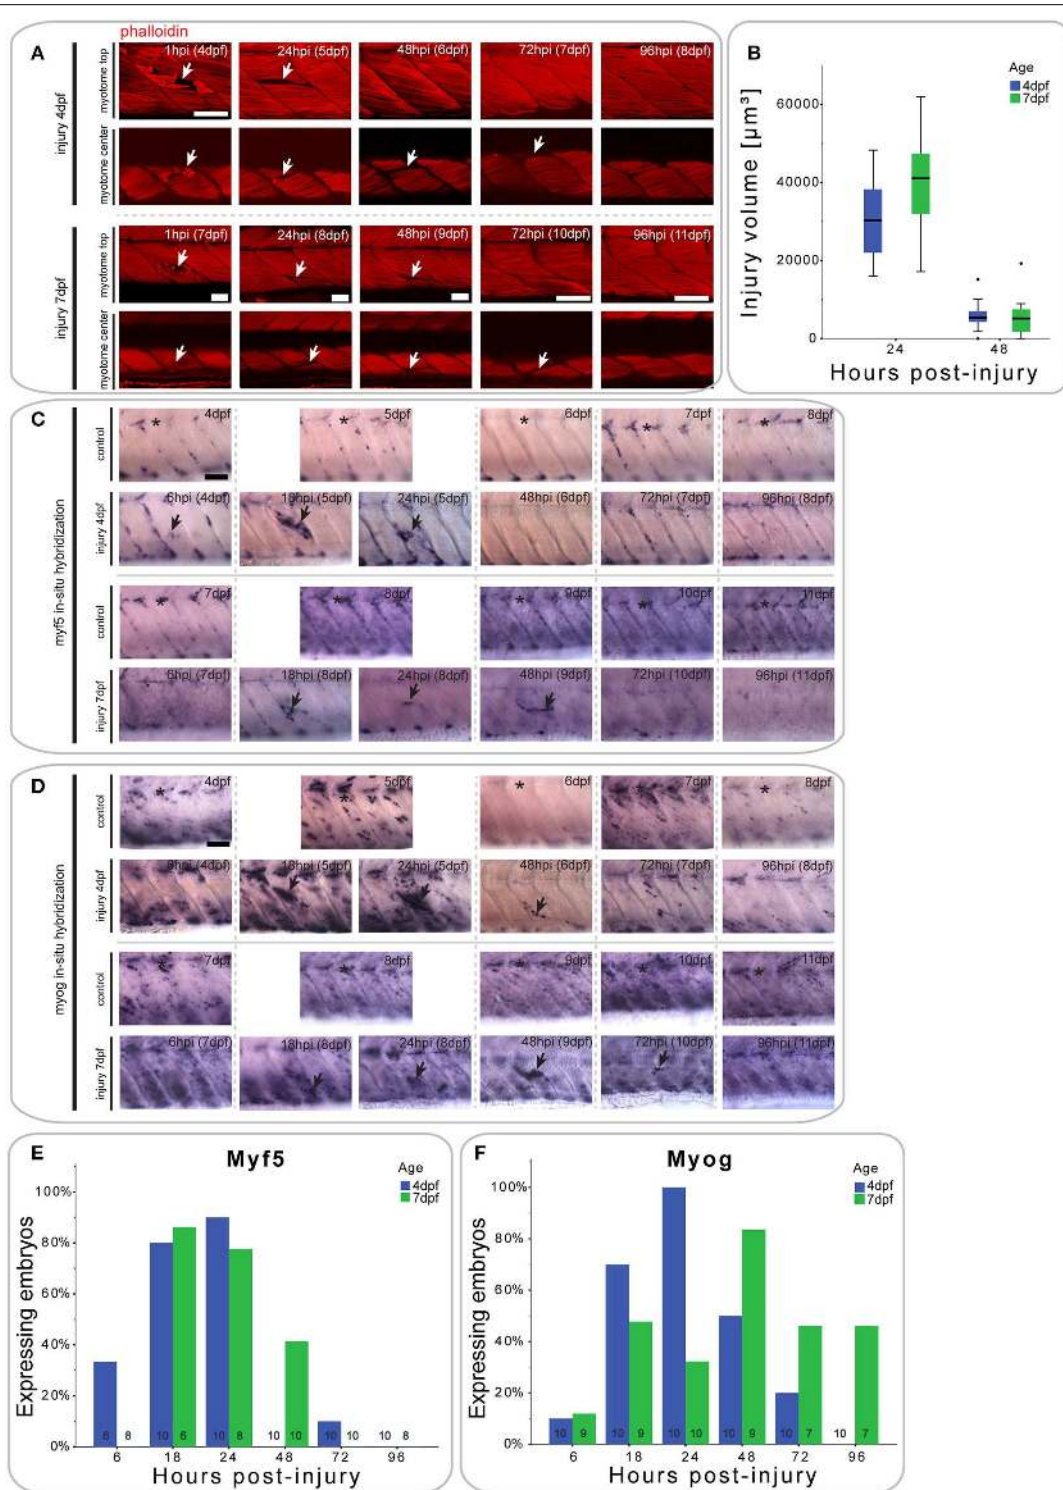 phalloidin
A
injury 4dpf
myotome top
1hpi (4dpf)
24hpi (5dpf)
48hpi (6dpf)
72hpi (7dpf)
96hpi (8dpf)
myotome center
injury 7dpf
myotome top
1hpi (7dpf)
24hpi (8dpf)
48hpi (9dpf)
72hpi (10dpf)
96hpi (11dpf)
myotome center
B
Age
4dpf
7dpf
Injury volume [µm³]
60000
40000
20000
0
24
48
Hours post-injury
C
myf5 in-situ hybridization
control
4dpf
5dpf
6dpf
7dpf
8dpf
*
*
*
*
*
injury 4dpf
6hpi (4dpf)
18hpi (5dpf)
24hpi (5dpf)
48hpi (6dpf)
72hpi (7dpf)
96hpi (8dpf)
control
7dpf
8dpf
9dpf
10dpf
11dpf
*
*
*
*
*
injury 7dpf
6hpi (7dpf)
18hpi (8dpf)
24hpi (8dpf)
48hpi (9dpf)
72hpi (10dpf)
96hpi (11dpf)
D
myog in-situ hybridization
control
4dpf
5dpf
6dpf
7dpf
8dpf
*
*
*
*
*
injury 4dpf
6hpi (4dpf)
18hpi (5dpf)
24hpi (5dpf)
48hpi (6dpf)
72hpi (7dpf)
96hpi (8dpf)
control
7dpf
8dpf
9dpf
10dpf
11dpf
*
*
*
*
*
injury 7dpf
6hpi (7dpf)
18hpi (8dpf)
24hpi (8dpf)
48hpi (9dpf)
72hpi (10dpf)
96hpi (11dpf)
E
Myf5
Age
4dpf
7dpf
Expressing embryos
100%
80%
60%
40%
20%
0%
6 8 10 6 10 8 10 10 10 10 10 8
6 18 24 48 72 96
Hours post-injury
F
Myog
Age
4dpf
7dpf
Expressing embryos
100%
80%
60%
40%
20%
0%
10 9 10 9 10 10 10 9 10 7 10 7
6 18 24 48 72 96
Hours post-injury